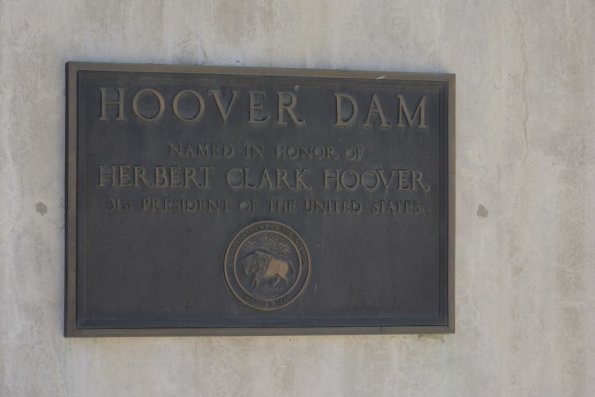 HOOVER DAM
NAMED IN HONOR OF
HERBERT CLARK HOOVER
31ST PRESIDENT OF THE UNITED STATES